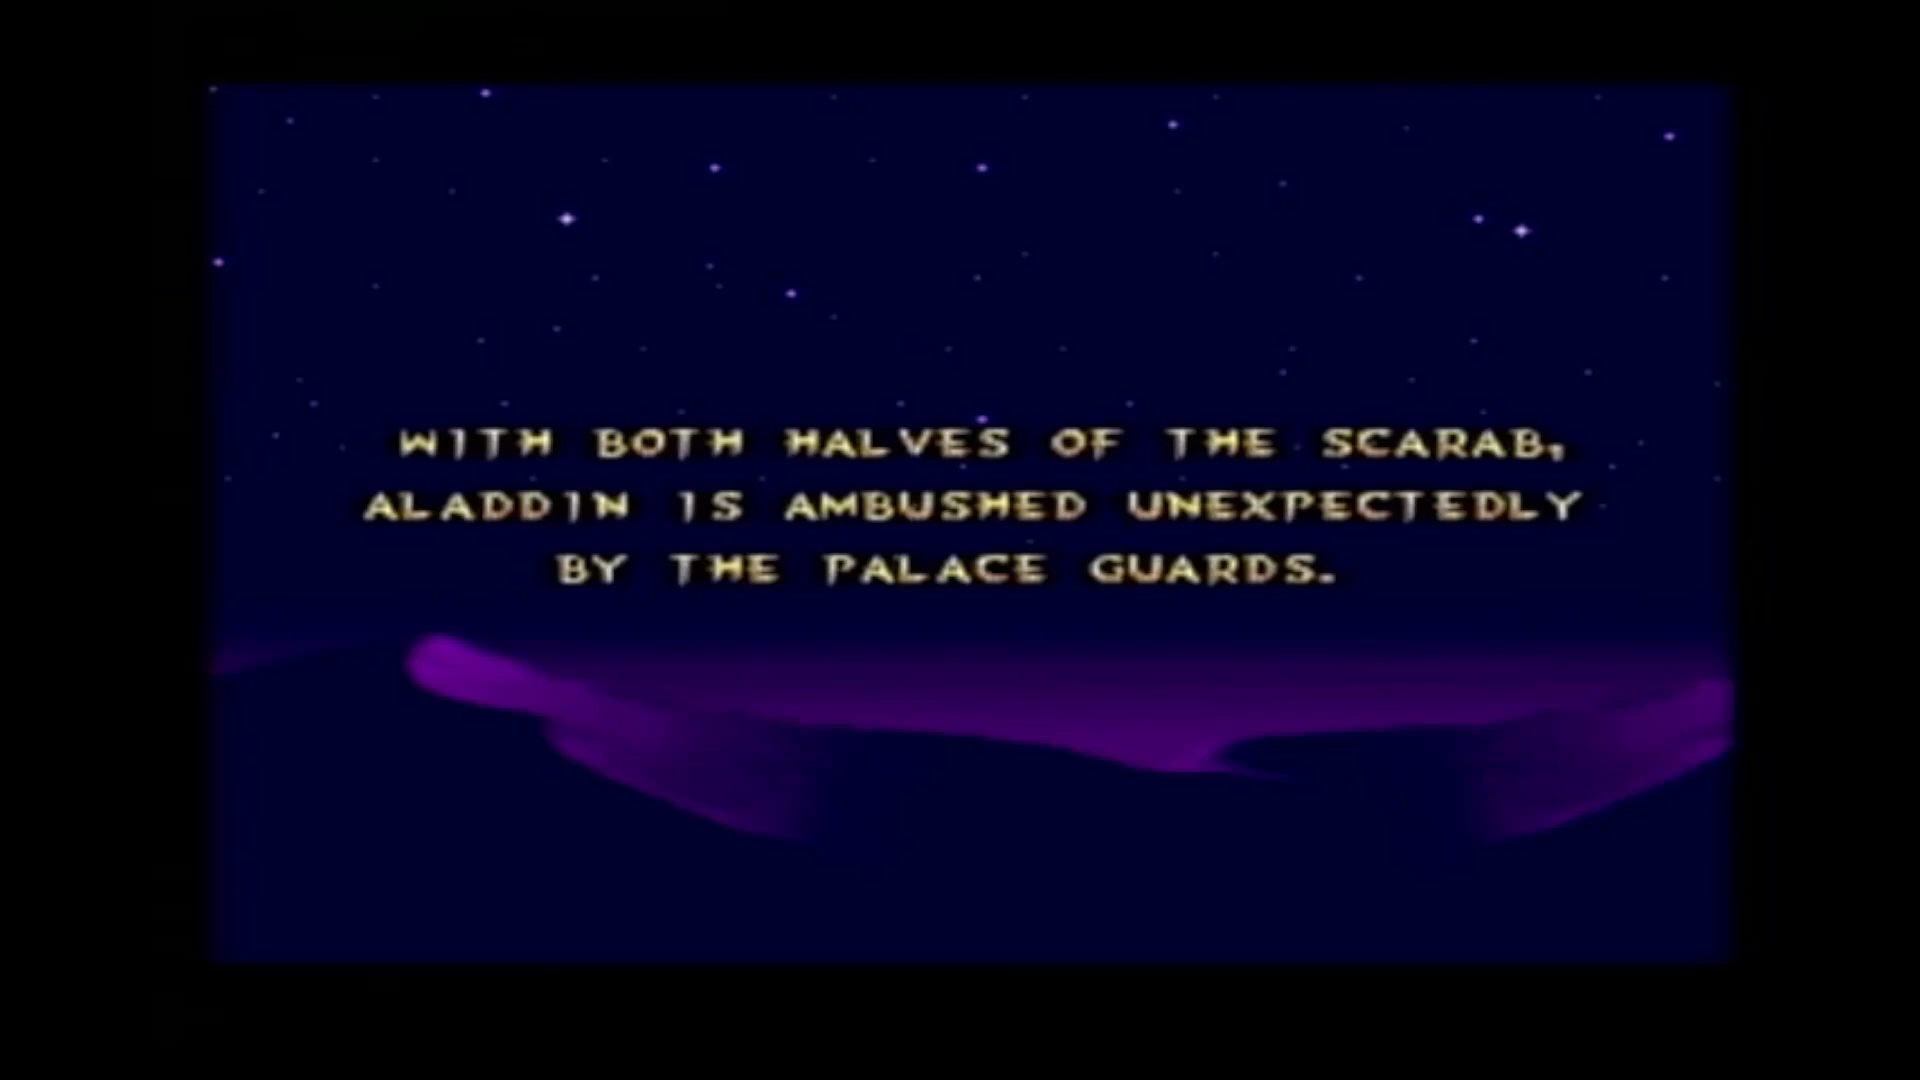 WITH BOTH HALVES OF THE SCARAB,
ALADDIN IS AMBUSHED UNEXPECTEDLY
BY THE PALACE GUARDS.